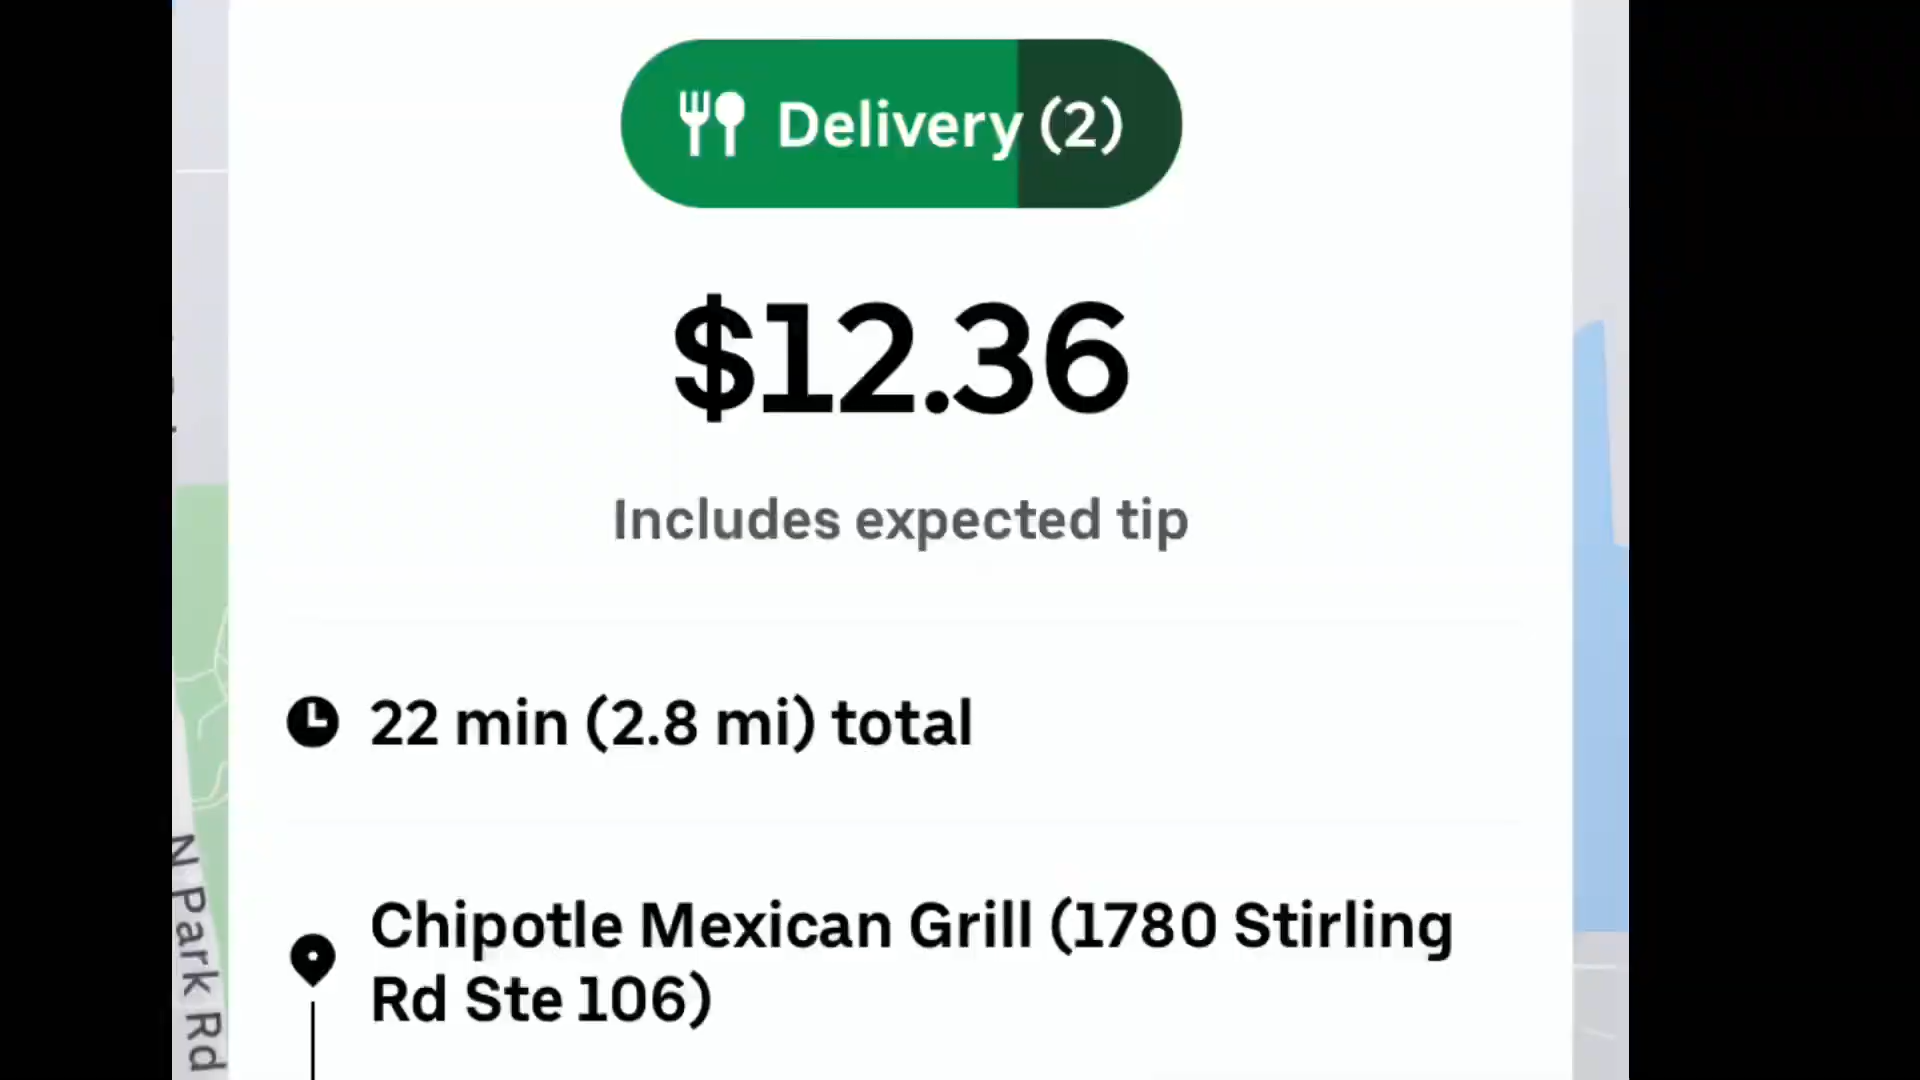 Delivery (2)
$12.36
Includes expected tip
22 min (2.8 mi) total
Chipotle Mexican Grill (1780 Stirling
Rd Ste 106)
N Park Rd